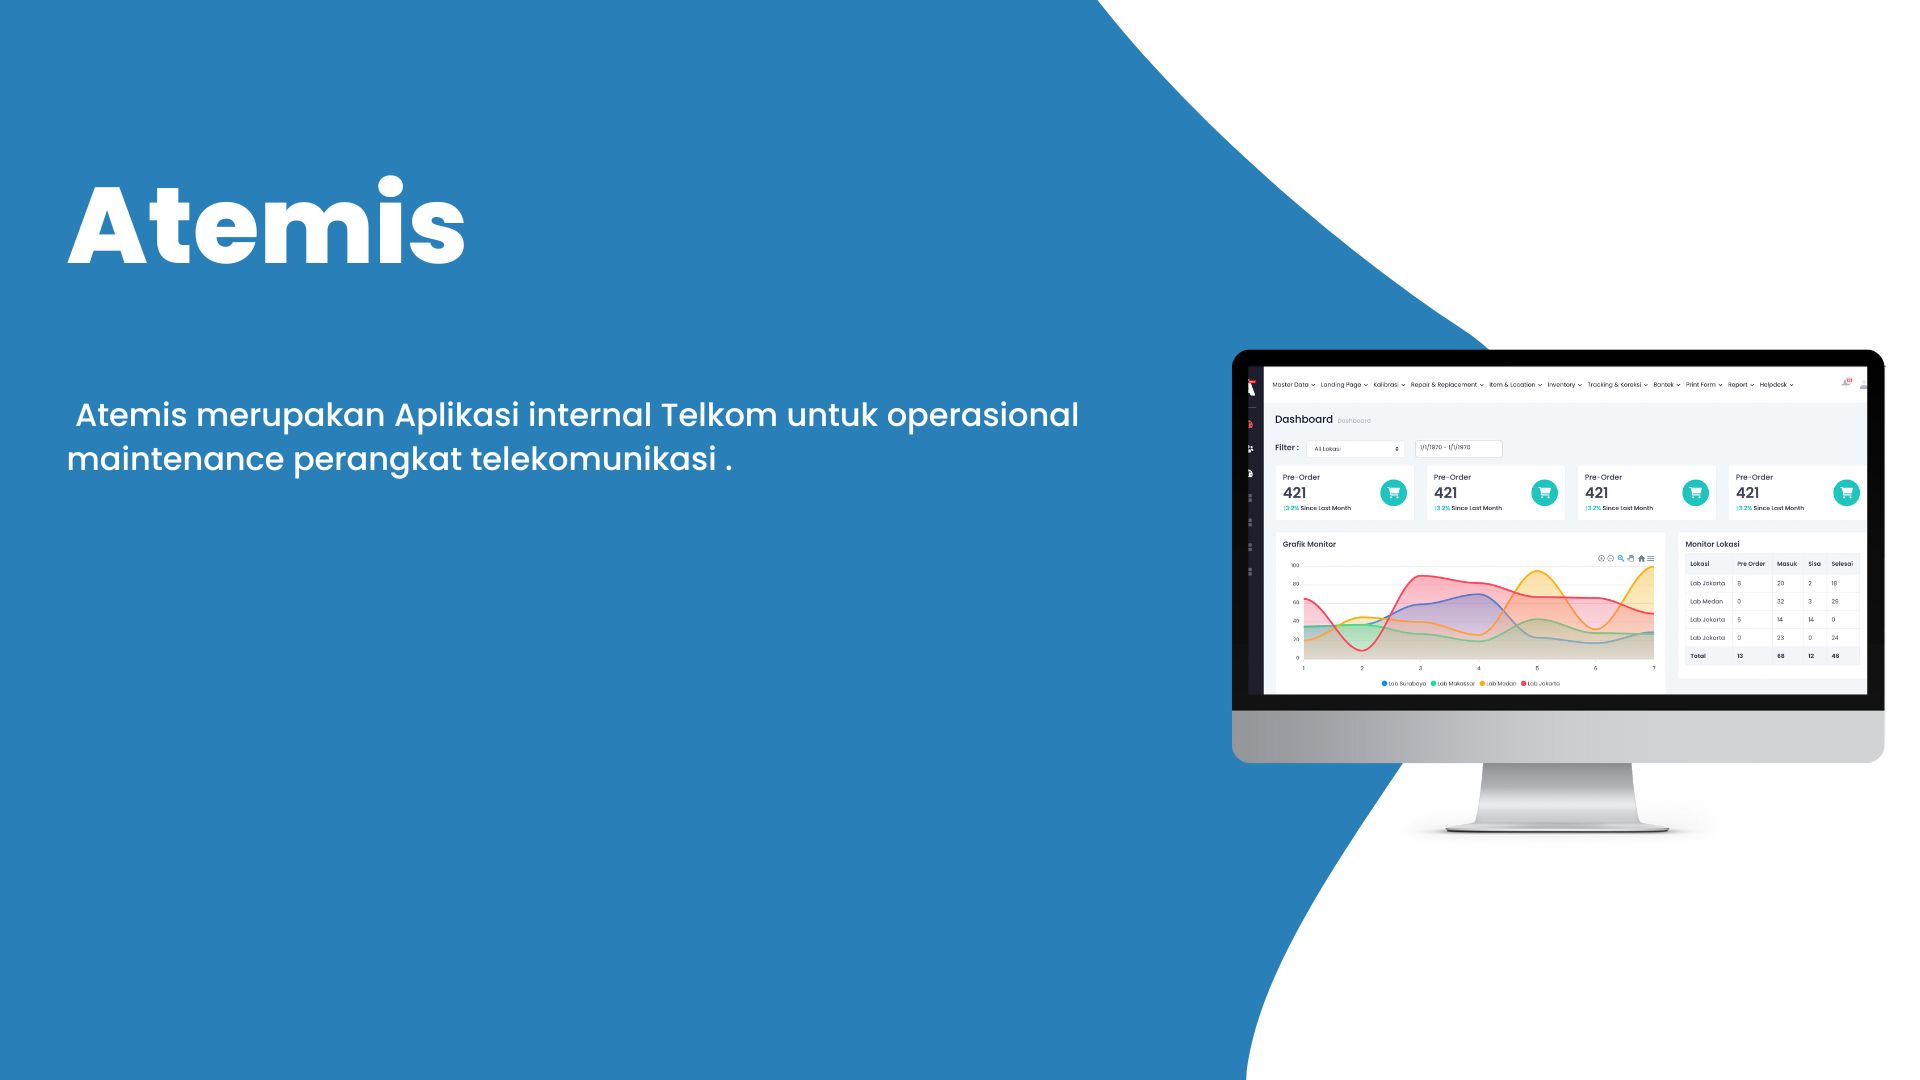 Atemis
Atemis merupakan Aplikasi internal Telkom untuk operasional
maintenance perangkat telekomunikasi .
Master Data Landing Page Kalibrasi Repair & Replacement Item & Location Inventory Tracking & Koreksi Bantek Print Form Report Helpdesk
Dashboard Dashboard
Filter : All Lokasi 1/1/1970 - 1/1/1970
Pre-Order Pre-Order Pre-Order Pre-Order
421 421 421 421
↑3.2% Since Last Month ↑3.2% Since Last Month ↑3.2% Since Last Month ↑3.2% Since Last Month
Grafik Monitor
100
80
60
40
20
0
1 2 3 4 5 6 7
Lab Surabaya Lab Makassar Lab Medan Lab Jakarta
Monitor Lokasi
Lokasi Pre Order Masuk Sisa Selesai
Lab Jakarta 8 20 2 18
Lab Medan 0 32 3 26
Lab Jakarta 5 14 14 0
Lab Jakarta 0 23 0 24
Total 13 68 12 46